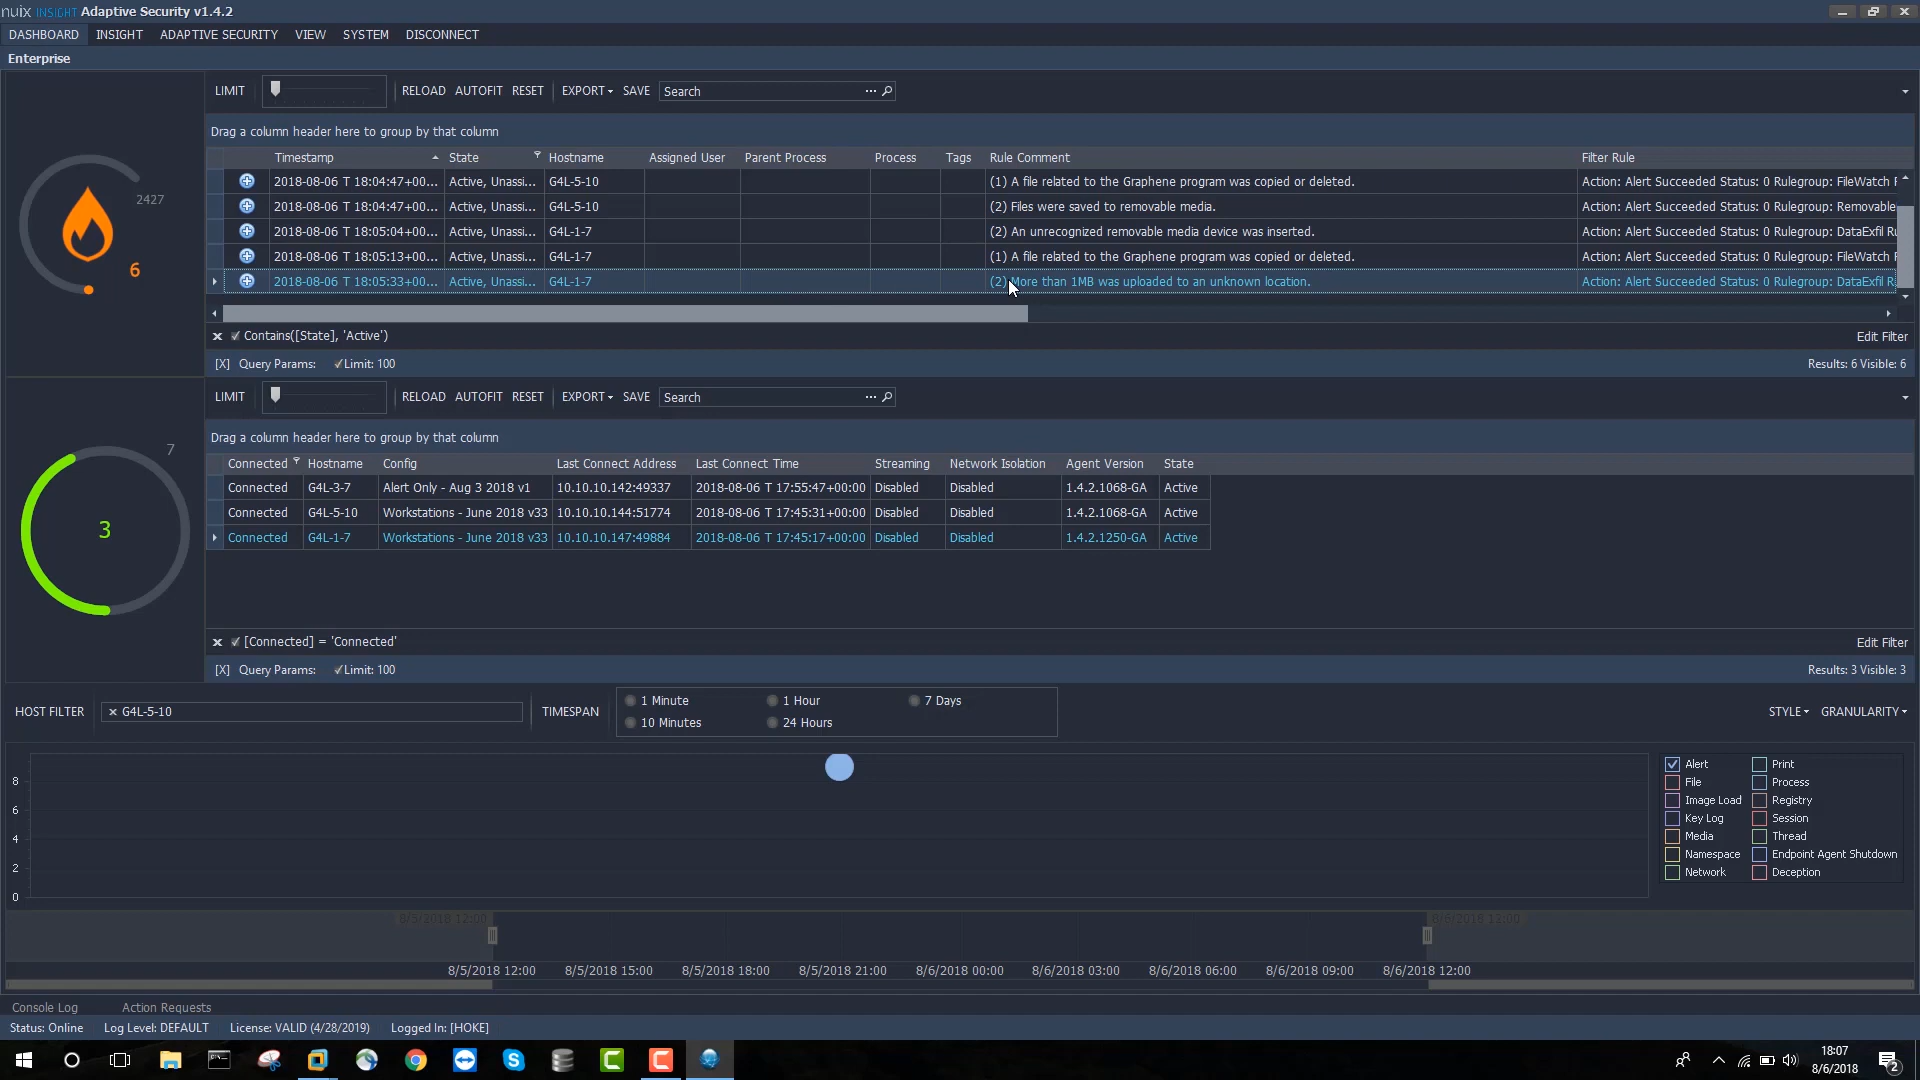 nuix INSIGHT Adaptive Security v1.4.2
DASHBOARD INSIGHT ADAPTIVE SECURITY VIEW SYSTEM DISCONNECT
Enterprise
LIMIT RELOAD AUTOFIT RESET EXPORT SAVE Search ...
Drag a column header here to group by that column
Timestamp State Hostname Assigned User Parent Process Process Tags Rule Comment Filter Rule
2018-08-06 T 18:04:47+00... Active, Unassi... G4L-5-10 (1) A file related to the Graphene program was copied or deleted. Action: Alert Succeeded Status: 0 Rulegroup: FileWatch
2018-08-06 T 18:04:47+00... Active, Unassi... G4L-5-10 (2) Files were saved to removable media. Action: Alert Succeeded Status: 0 Rulegroup: Removable
2018-08-06 T 18:05:04+00... Active, Unassi... G4L-1-7 (2) An unrecognized removable media device was inserted. Action: Alert Succeeded Status: 0 Rulegroup: DataExfil
2018-08-06 T 18:05:13+00... Active, Unassi... G4L-1-7 (1) A file related to the Graphene program was copied or deleted. Action: Alert Succeeded Status: 0 Rulegroup: FileWatch
2018-08-06 T 18:05:33+00... Active, Unassi... G4L-1-7 (2) More than 1MB was uploaded to an unknown location. Action: Alert Succeeded Status: 0 Rulegroup: DataExfil
2427
6
Contains([State], 'Active') Edit Filter
[X] Query Params: Limit: 100 Results: 6 Visible: 6
LIMIT RELOAD AUTOFIT RESET EXPORT SAVE Search ...
Drag a column header here to group by that column
Connected Hostname Config Last Connect Address Last Connect Time Streaming Network Isolation Agent Version State
Connected G4L-3-7 Alert Only - Aug 3 2018 v1 10.10.10.142:49337 2018-08-06 T 17:55:47+00:00 Disabled Disabled 1.4.2.1068-GA Active
Connected G4L-5-10 Workstations - June 2018 v33 10.10.10.144:51774 2018-08-06 T 17:45:31+00:00 Disabled Disabled 1.4.2.1068-GA Active
Connected G4L-1-7 Workstations - June 2018 v33 10.10.10.147:49884 2018-08-06 T 17:45:17+00:00 Disabled Disabled 1.4.2.1250-GA Active
7
3
[Connected] = 'Connected' Edit Filter
[X] Query Params: Limit: 100 Results: 3 Visible: 3
HOST FILTER G4L-5-10 TIMESPAN 1 Minute 1 Hour 7 Days
10 Minutes 24 Hours
STYLE GRANULARITY
8
6
4
2
0
Alert Print
File Process
Image Load Registry
Key Log Session
Media Thread
Namespace Endpoint Agent Shutdown
Network Deception
8/5/2018 12:00 8/6/2018 12:00
8/5/2018 12:00 8/5/2018 15:00 8/5/2018 18:00 8/5/2018 21:00 8/6/2018 00:00 8/6/2018 03:00 8/6/2018 06:00 8/6/2018 09:00 8/6/2018 12:00
Console Log Action Requests
Status: Online Log Level: DEFAULT License: VALID (4/28/2019) Logged In: [HOKE]
18:07
8/6/2018
2